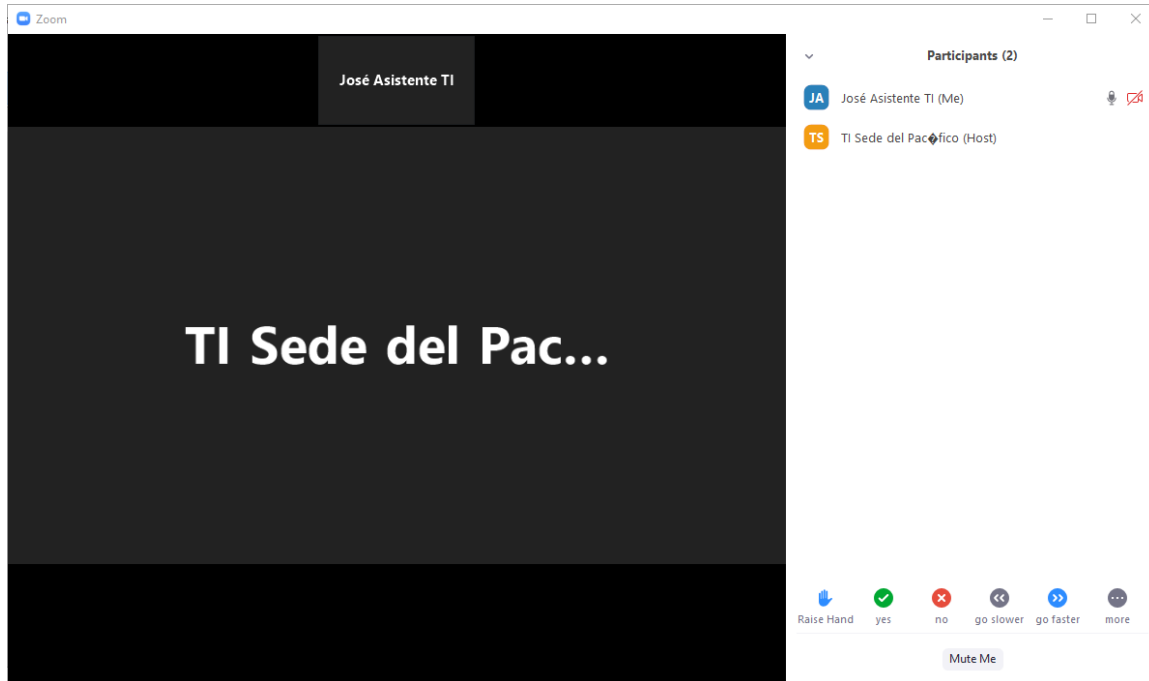 Zoom
José Asistente TI
TI Sede del Pac...
Participants (2)
JA José Asistente TI (Me)
TS TI Sede del Pac�fico (Host)
Raise Hand yes no go slower go faster more
Mute Me